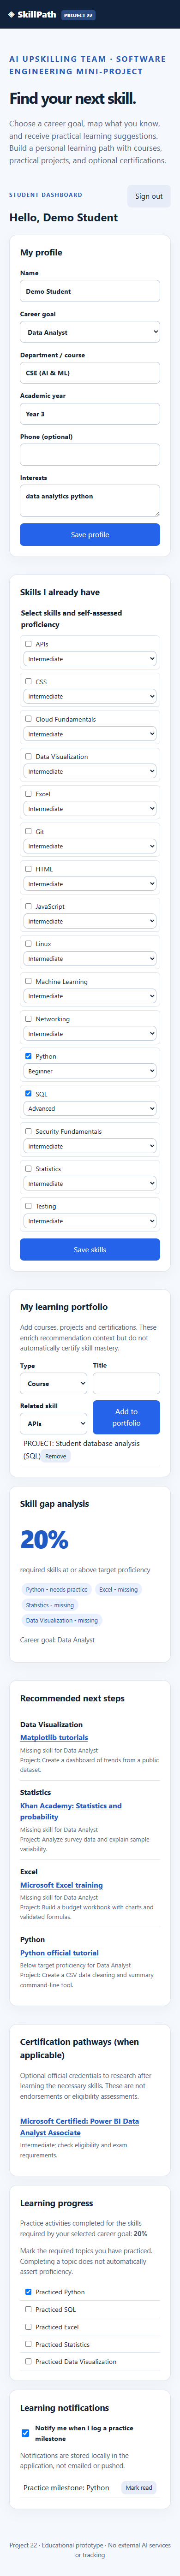 SkillPath PROJECT 22
AI UPSKILLING TEAM · SOFTWARE
ENGINEERING MINI-PROJECT
Find your next skill.
Choose a career goal, map what you know,
and receive practical learning suggestions.
Build a personal learning path with courses,
practical projects, and optional certifications.
STUDENT DASHBOARD
Sign out
Hello, Demo Student
My profile
Name
Demo Student
Career goal
Data Analyst
Department / course
CSE (AI & ML)
Academic year
Year 3
Phone (optional)
Interests
data analytics python
Save profile
Skills I already have
Select skills and self-assessed
proficiency
APIs
Intermediate
CSS
Intermediate
Cloud Fundamentals
Intermediate
Data Visualization
Intermediate
Excel
Intermediate
Git
Intermediate
HTML
Intermediate
JavaScript
Intermediate
Linux
Intermediate
Machine Learning
Intermediate
Networking
Intermediate
Python
Beginner
SQL
Advanced
Security Fundamentals
Intermediate
Statistics
Intermediate
Testing
Intermediate
Save skills
My learning portfolio
Add courses, projects and certifications. These
enrich recommendation context but do not
automatically certify skill mastery.
Type Title
Course
Related skill
APIs
Add to
portfolio
PROJECT: Student database analysis
(SQL) Remove
Skill gap analysis
20%
required skills at or above target proficiency
Python - needs practice Excel - missing
Statistics - missing
Data Visualization - missing
Career goal: Data Analyst
Recommended next steps
Data Visualization
Matplotlib tutorials
Missing skill for Data Analyst
Project: Create a dashboard of trends from a public
dataset.
Statistics
Khan Academy: Statistics and
probability
Missing skill for Data Analyst
Project: Analyze survey data and explain sample
variability.
Excel
Microsoft Excel training
Missing skill for Data Analyst
Project: Build a budget workbook with charts and
validated formulas.
Python
Python official tutorial
Below target proficiency for Data Analyst
Project: Create a CSV data cleaning and summary
command-line tool.
Certification pathways (when
applicable)
Optional official credentials to research after
learning the necessary skills. These are not
endorsements or eligibility assessments.
Microsoft Certified: Power BI Data
Analyst Associate
Intermediate; check eligibility and exam
requirements.
Learning progress
Practice activities completed for the skills
required by your selected career goal: 20%
Mark the required topics you have practiced.
Completing a topic does not automatically
assert proficiency.
Practiced Python
Practiced SQL
Practiced Excel
Practiced Statistics
Practiced Data Visualization
Learning notifications
Notify me when I log a practice
milestone
Notifications are stored locally in the
application, not emailed or pushed.
Practice milestone: Python Mark read
Project 22 · Educational prototype · No external AI services
or tracking